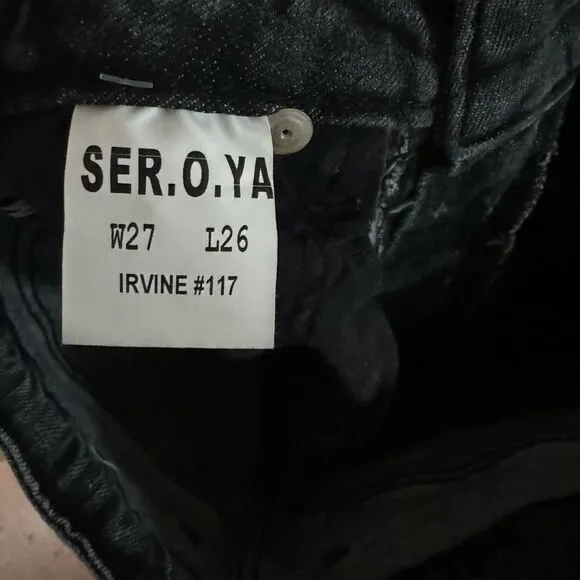 SER.O.YA
W27 L26
IRVINE #117